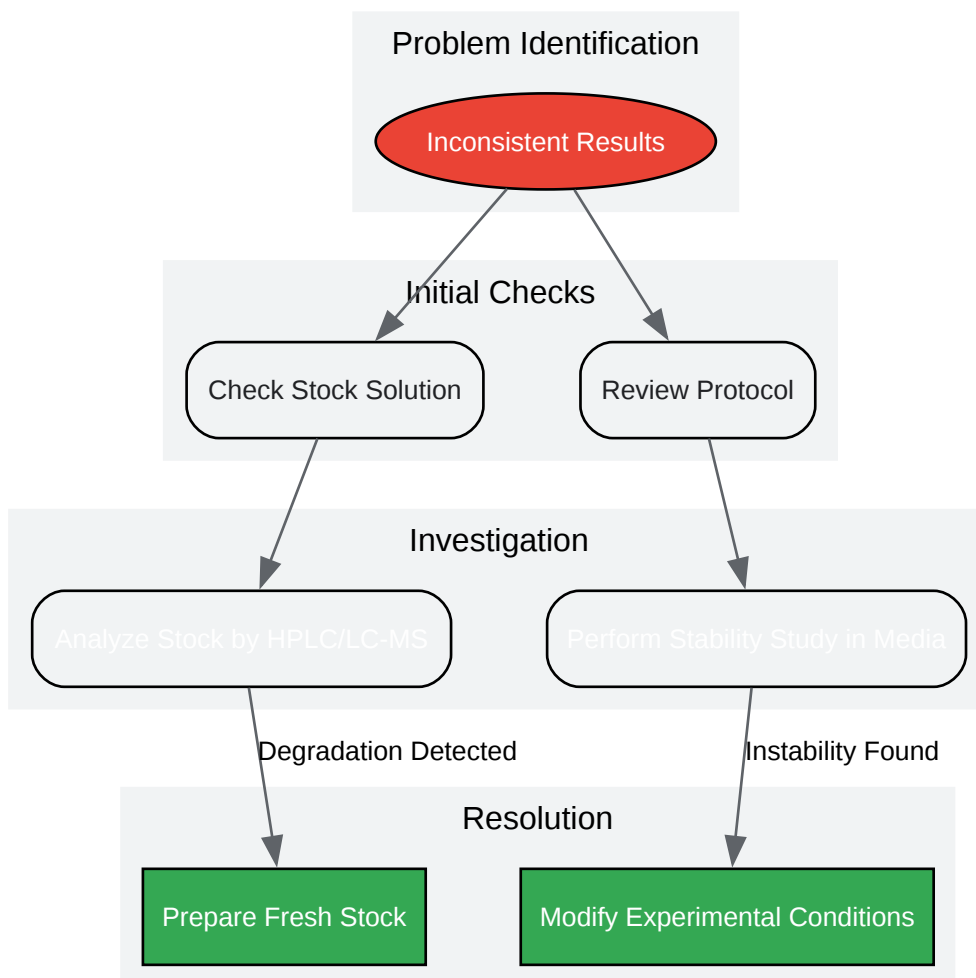 Problem Identification
Inconsistent Results
Initial Checks
Check Stock Solution
Review Protocol
Investigation
Analyze Stock by HPLC/LC-MS
Perform Stability Study in Media
Degradation Detected
Instability Found
Resolution
Prepare Fresh Stock
Modify Experimental Conditions